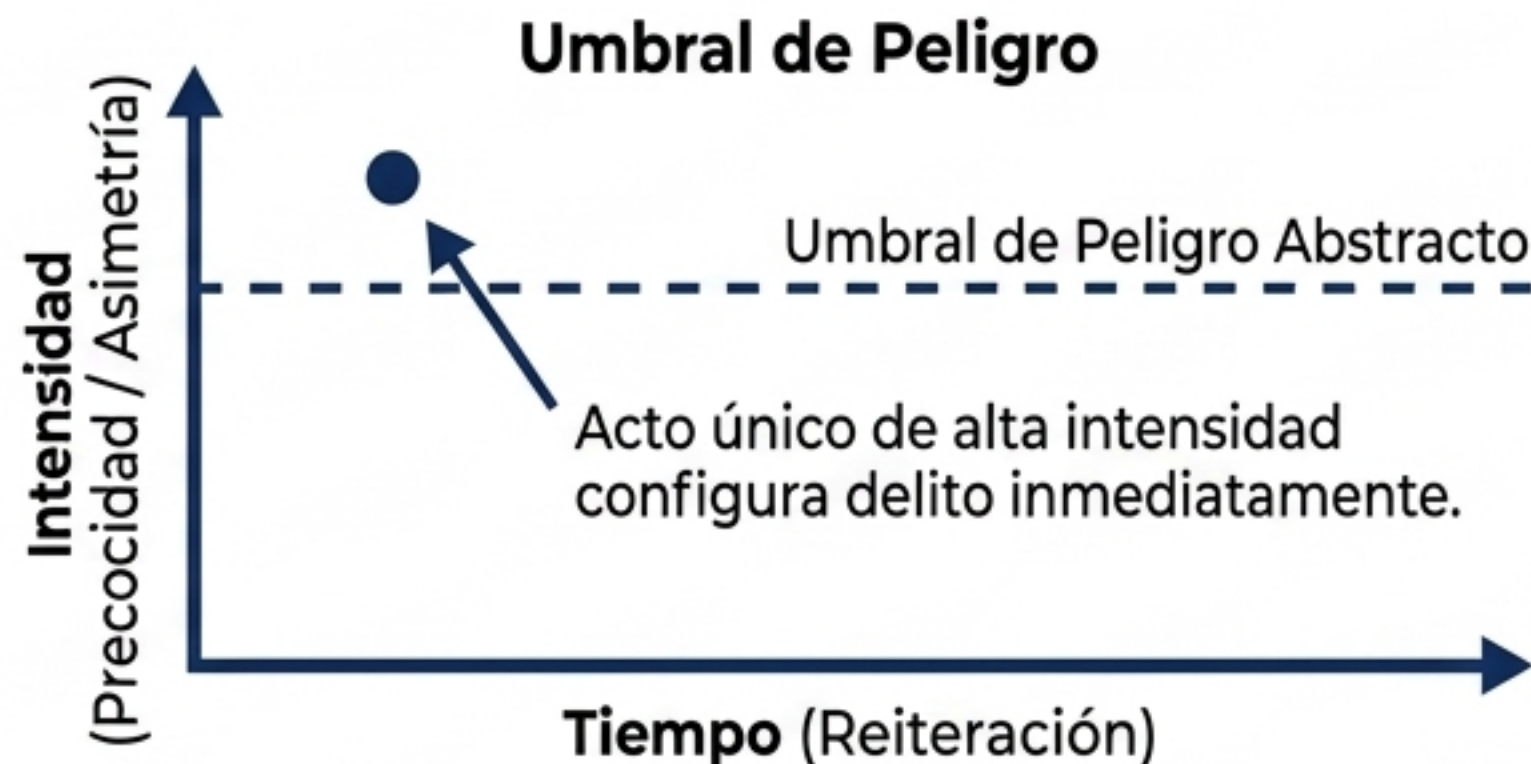 Umbral de Peligro
Intensidad
(Precocidad / Asimetría)
Umbral de Peligro Abstracto
Acto único de alta intensidad
configura delito inmediatamente.
Tiempo (Reiteración)